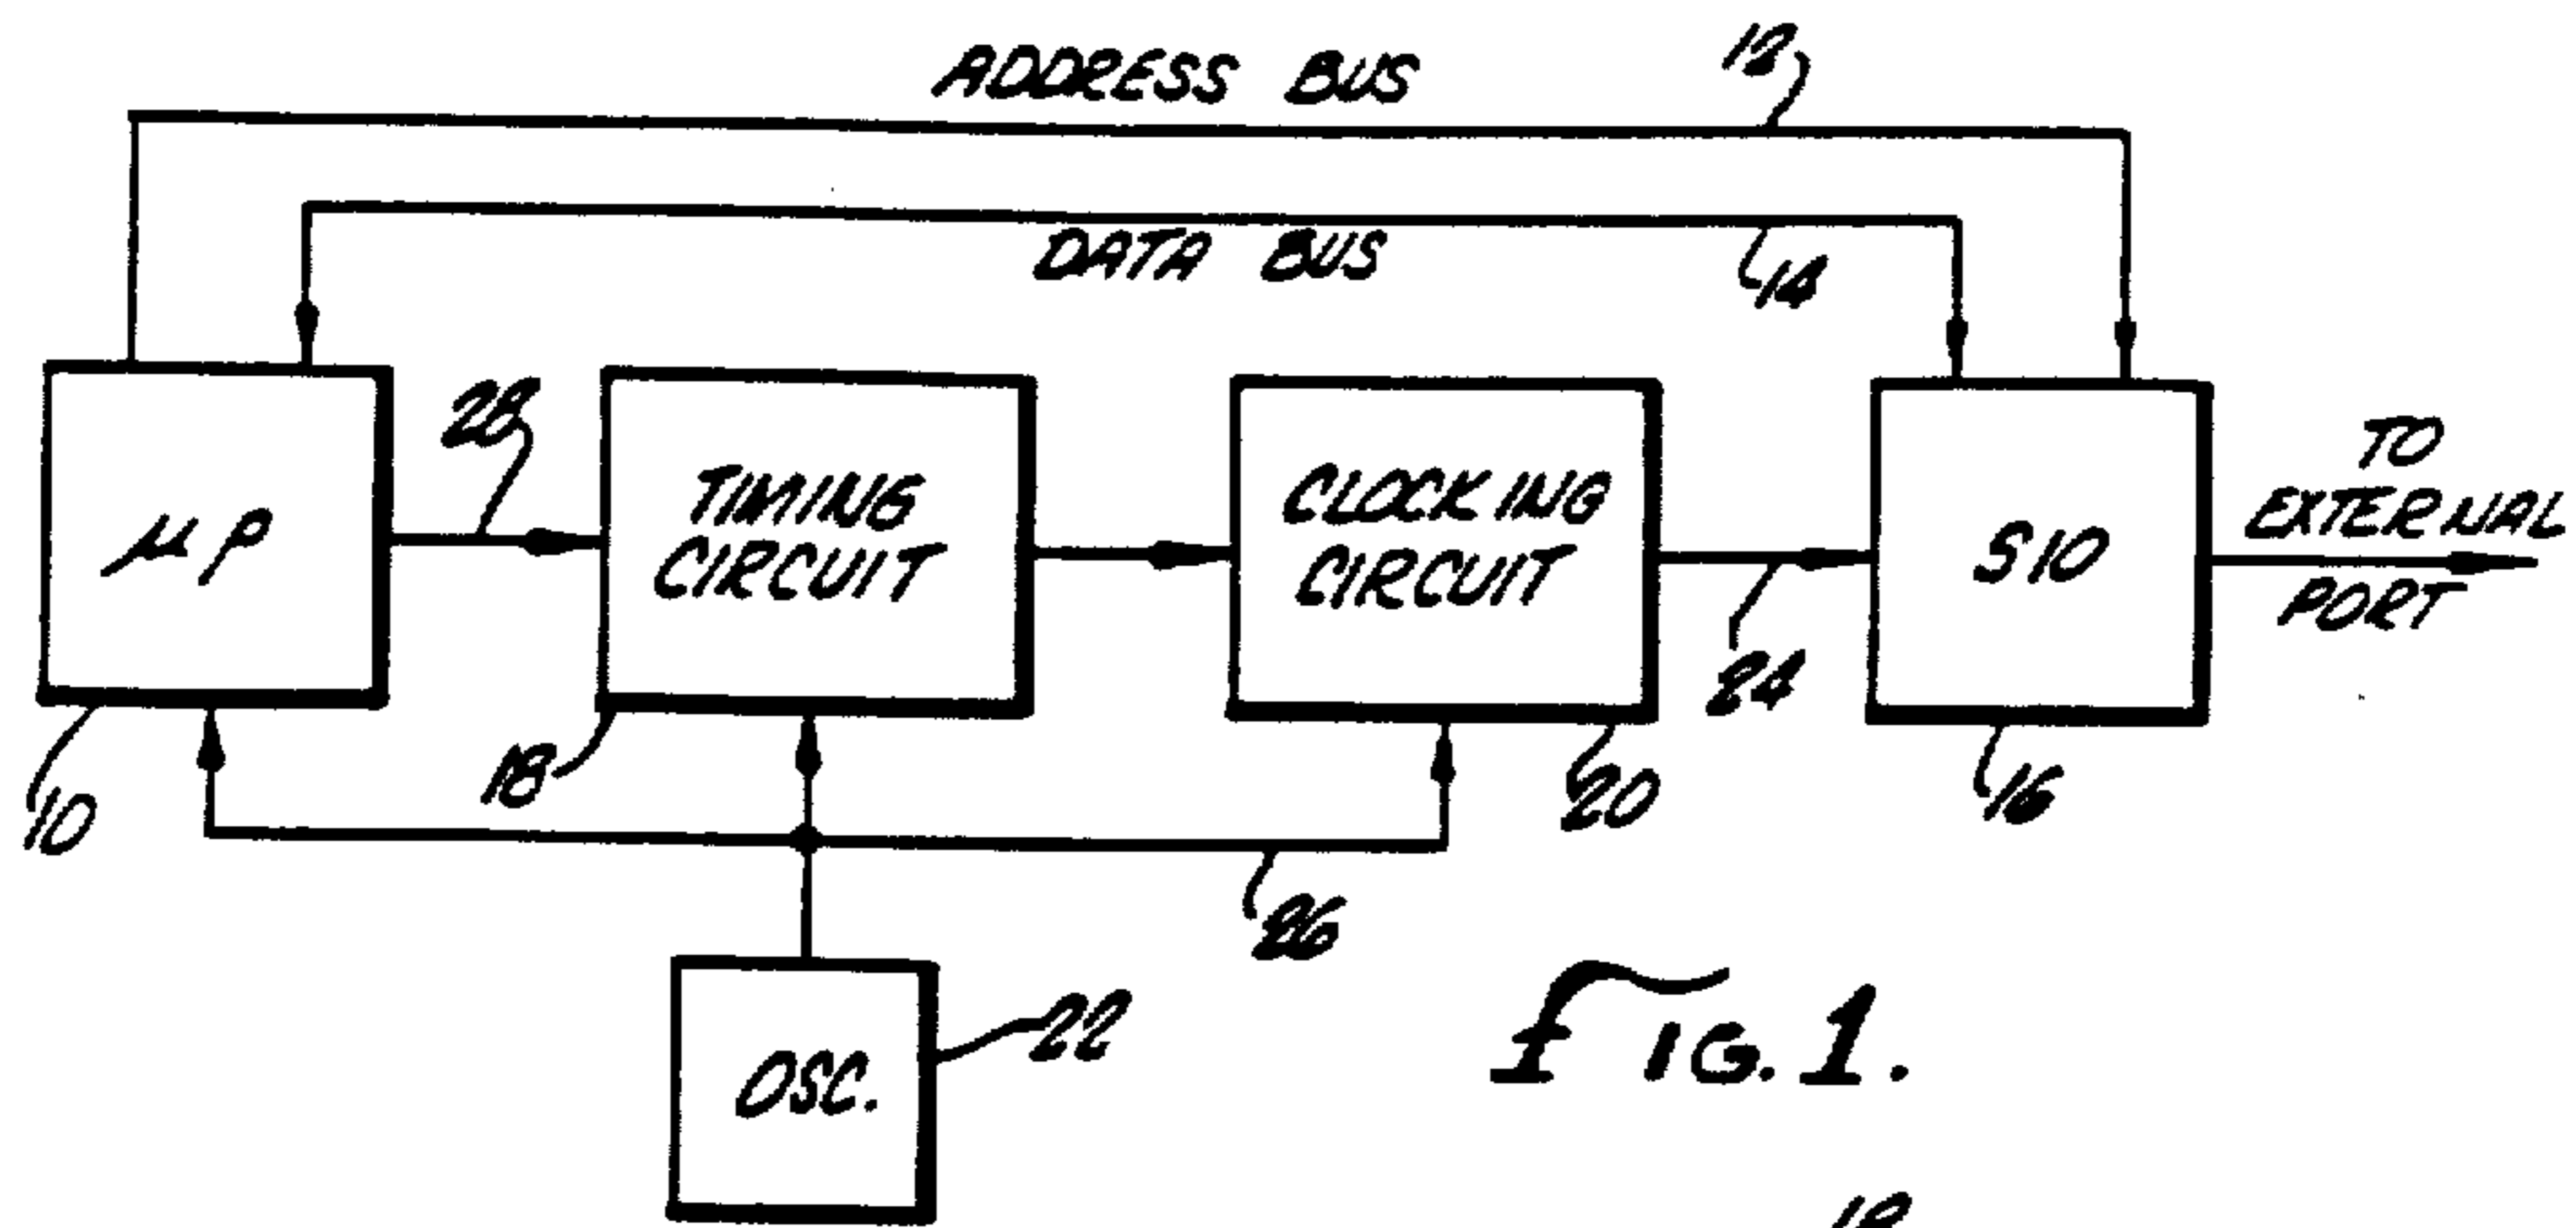 ADDRESS BUS
12
DATA BUS
14
28
μP
TIMING
CIRCUIT
CLOCKING
CIRCUIT
SIO
TO
EXTERNAL
PORT
24
10
18
20
16
26
OSC.
22
FIG. 1.
18